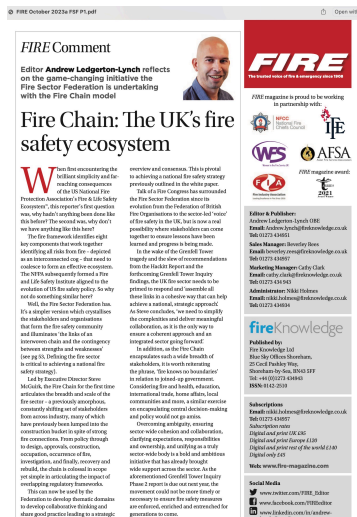 FIRE October 2023a FSF P1.pdf
Open wit
FIRE Comment
Editor Andrew Ledgerton-Lynch reflects
on the game-changing initiative the
Fire Sector Federation is undertaking
with the Fire Chain model
Fire Chain: The UK's fire
safety ecosystem
When first encountering the
brilliant simplicity and far-
reaching consequences
of the US National Fire
Protection Association's 'Fire & Life Safety
Ecosystem', this reporter's first question
was, why hadn't anything been done like
this before? The second was, why don't
we have anything like this here?
The fire framework identifies eight
key components that work together
identifying all risks from fire – depicted
as an interconnected cog – that need to
coalesce to form an effective ecosystem.
The NFPA subsequently formed a Fire
and Life Safety Institute aligned to the
evolution of US fire safety policy. So why
not do something similar here?
Well, the Fire Sector Federation has.
It's a simpler version which crystallises
the stakeholders and organisations
that form the fire safety community
and illuminates 'the links of an
interwoven chain and the contingency
between strengths and weaknesses'
(see pg 55, Defining the fire sector
is critical to achieving a national fire
safety strategy).
Led by Executive Director Steve
McGuirk, the Fire Chain for the first time
articulates the breadth and scale of the
fire sector – a previously amorphous,
constantly shifting set of stakeholders
from across industry, many of which
have previously been lumped into the
construction bucket in spite of strong
fire connections. From policy through
to design, approvals, construction,
occupation, occurrence of fire,
investigation, and finally, recovery and
rebuild, the chain is colossal in scope
yet simple in articulating the impact of
overlapping regulatory frameworks.
This can now be used by the
Federation to develop thematic domains
to develop collaborative thinking and
share good practice leading to a strategic
overview and consensus. This is pivotal
to achieving a national fire safety strategy
previously outlined in the white paper.
Talk of a Fire Congress has surrounded
the Fire Sector Federation since its
evolution from the Federation of British
Fire Organisations to the sector-led 'voice'
of fire safety in the UK, but is now a real
possibility where stakeholders can come
together to ensure lessons have been
learned and progress is being made.
In the wake of the Grenfell Tower
tragedy and the slew of recommendations
from the Hackitt Report and the
forthcoming Grenfell Tower Inquiry
findings, the UK fire sector needs to be
primed to respond and 'assemble all
these links in a cohesive way that can help
achieve a national, strategic approach'.
As Steve concludes, 'we need to simplify
the complexities and deliver meaningful
collaboration, as it is the only way to
ensure a coherent approach and an
integrated sector going forward'.
In addition, as the Fire Chain
encapsulates such a wide breadth of
stakeholders, it is worth reiterating
the phrase, 'Fire knows no boundaries'
in relation to joined-up government.
Considering fire and health, education,
international trade, home affairs, local
communities and more, a similar exercise
on encapsulating central decision-making
and policy would not go amiss.
Overcoming ambiguity, ensuring
sector-wide cohesion and collaboration,
clarifying expectations, responsibilities
and ownership, and unifying as a truly
sector-wide body is a bold and ambitious
initiative that has already brought
wide support across the sector. As the
aforementioned Grenfell Tower Inquiry
Phase 2 report is due out next year, the
movement could not be more timely or
necessary to ensure fire safety measures
are enforced, embedded and extended to
generations to come.
FIRE
The trusted voice of fire & emergency since 1908
FIRE magazine is proud to be working
in partnership with:
NFCC
National Fire
Chiefs Council
WFS
AFSA
FIRE magazine award:
FIA
Fire Industry Association
2021
Editor & Publisher:
Andrew Ledgerton-Lynch OBE
Email: Andrew.lynch@fireknowledge.co.uk
Tel: 01273 434951
Sales Manager: Beverley Rees
Email: beverley.rees@fireknowledge.co.uk
Tel: 01273 434957
Marketing Manager: Cathy Clark
Email: cathy.clark@fireknowledge.co.uk
Tel: 01273 434 943
Administrator: Nikki Holmes
Email: nikki.holmes@fireknowledge.co.uk
Tel: 01273 434934
fireKnowledge
Published by:
Fire Knowledge Ltd
Blue Sky Offices Shoreham,
25 Cecil Pashley Way,
Shoreham-by-Sea, BN43 5FF
Tel: +44 (0)1273 434943
ISSN: 0142-2510
Subscriptions
Email: nikki.holmes@fireknowledge.co.uk
Tel: 01273 434957
Subscription rates
Digital and print UK £95
Digital and print Europe £120
Digital and print rest of the world £140
Digital only £45
Web: www.fire-magazine.com
Social Media
www.twitter.com/FIRE_Editor
www.facebook.com/FIREeditor
www.linkedin.com/in/andrew-